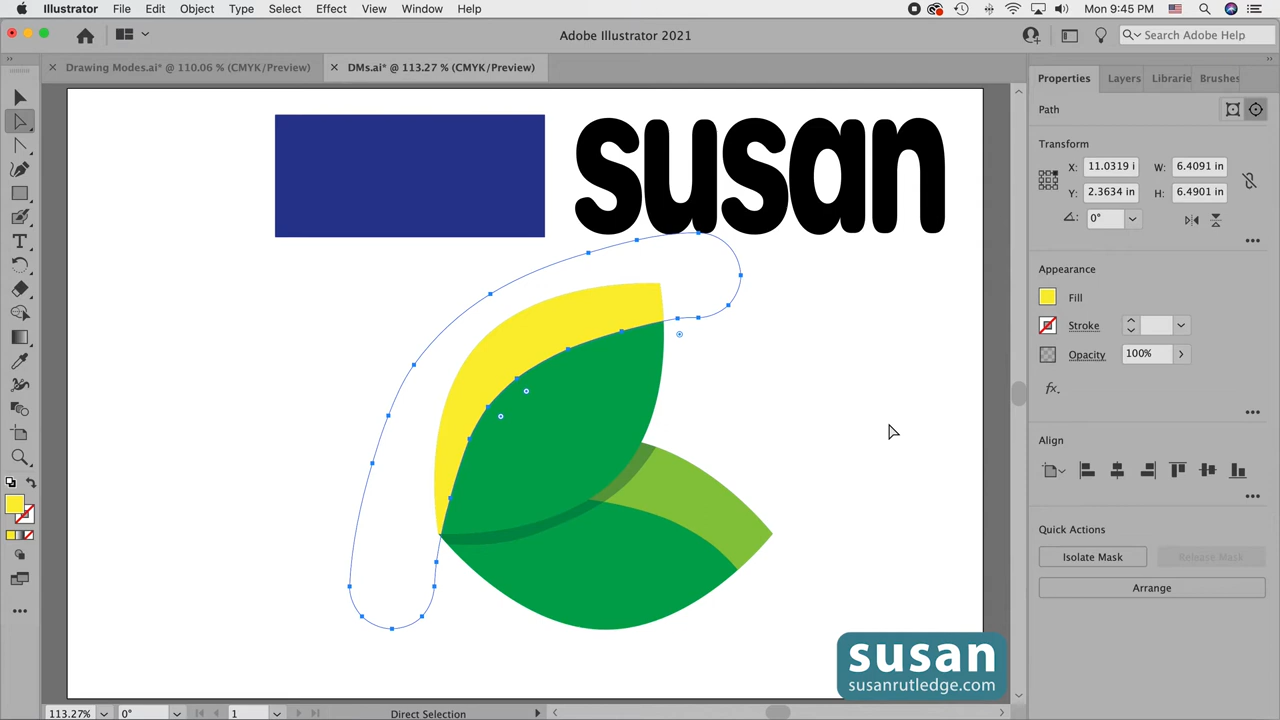 Illustrator File Edit Object Type Select Effect View Window Help Mon 9:45 PM
Adobe Illustrator 2021 Search Adobe Help
Drawing Modes.ai* @ 110.06 % (CMYK/Preview) DMs.ai* @ 113.27 % (CMYK/Preview)
Properties Layers Librarie Brushes
Path
Transform
X: 11.0319 i W: 6.4091 in
Y: 2.3634 in H: 6.4901 in
0°
Appearance
Fill
Stroke
Opacity 100%
fx.
Align
Quick Actions
Isolate Mask Release Mask
Arrange
susan
susan
susanrutledge.com
113.27% 0° 1 Direct Selection